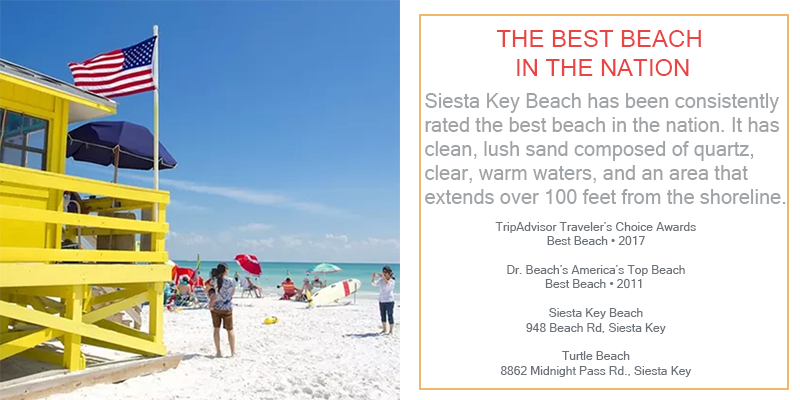 THE BEST BEACH
IN THE NATION
Siesta Key Beach has been consistently
rated the best beach in the nation. It has
clean, lush sand composed of quartz,
clear, warm waters, and an area that
extends over 100 feet from the shoreline.
TripAdvisor Traveler's Choice Awards
Best Beach • 2017
Dr. Beach's America's Top Beach
Best Beach • 2011
Siesta Key Beach
948 Beach Rd, Siesta Key
Turtle Beach
8862 Midnight Pass Rd., Siesta Key